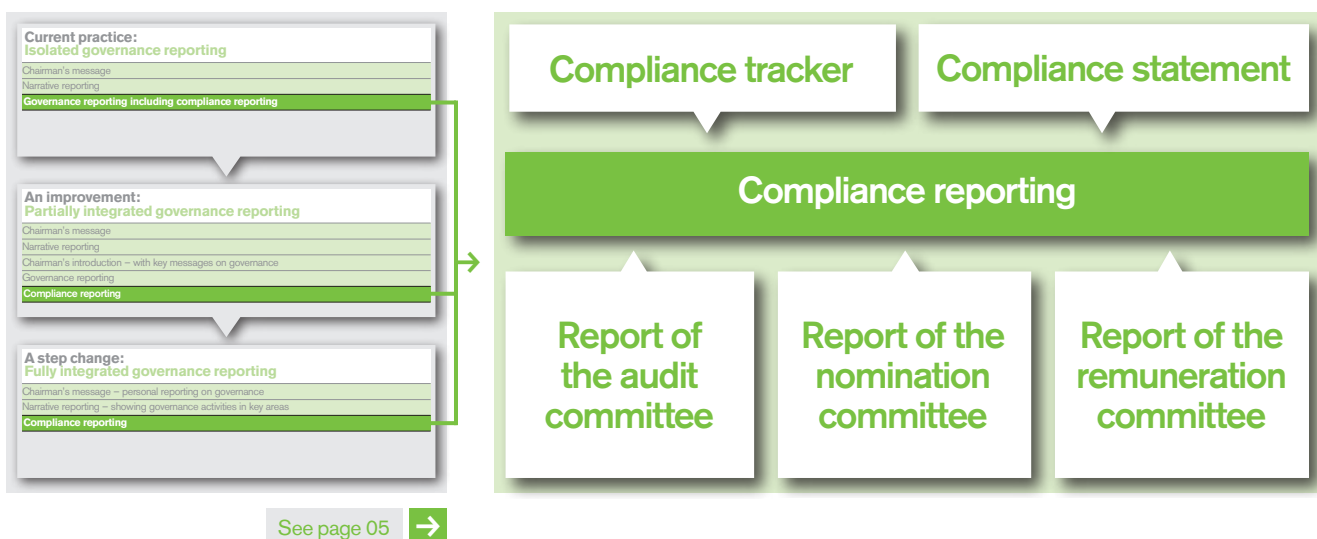 Current practice:
Isolated governance reporting
Chairman's message
Narrative reporting
Governance reporting including compliance reporting
An improvement:
Partially integrated governance reporting
Chairman's message
Narrative reporting
Chairman's introduction – with key messages on governance
Governance reporting
Compliance reporting
A step change:
Fully integrated governance reporting
Chairman's message – personal reporting on governance
Narrative reporting – showing governance activities in key areas
Compliance reporting
See page 05
Compliance tracker
Compliance statement
Compliance reporting
Report of
the audit
committee
Report of the
nomination
committee
Report of the
remuneration
committee